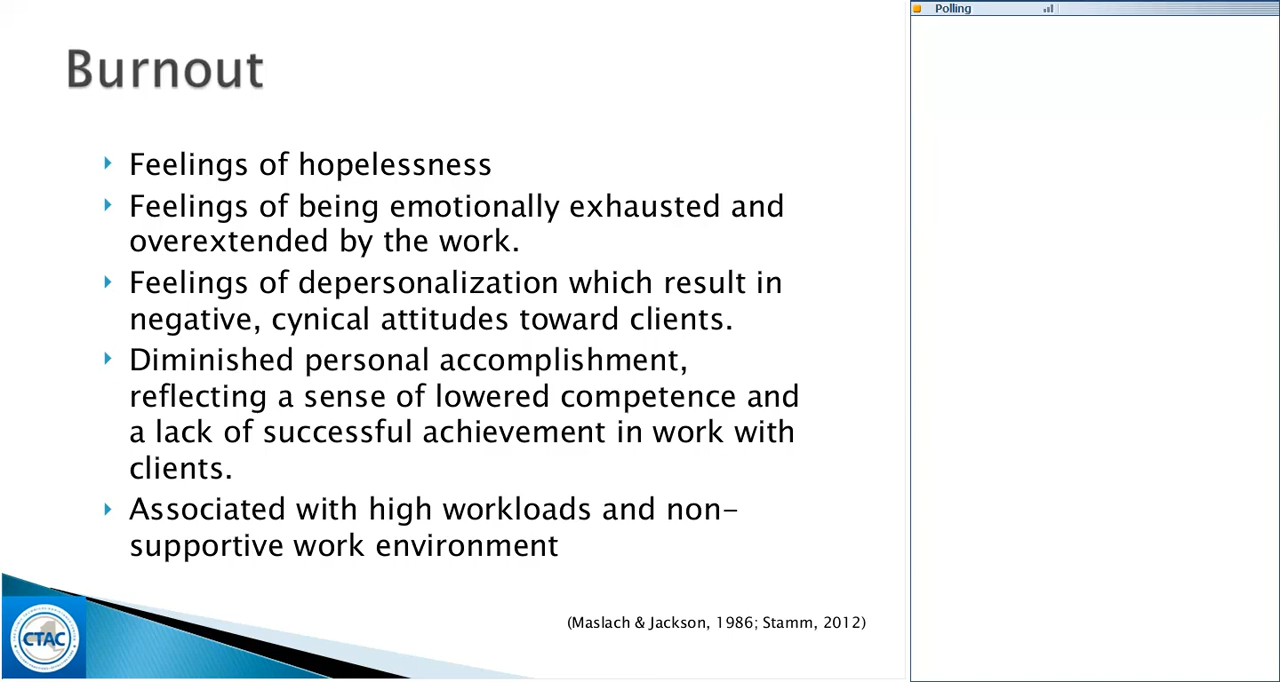 Burnout
Feelings of hopelessness
Feelings of being emotionally exhausted and
overextended by the work.
Feelings of depersonalization which result in
negative, cynical attitudes toward clients.
Diminished personal accomplishment,
reflecting a sense of lowered competence and
a lack of successful achievement in work with
clients.
Associated with high workloads and non-
supportive work environment
(Maslach & Jackson, 1986; Stamm, 2012)
CTAC
Polling